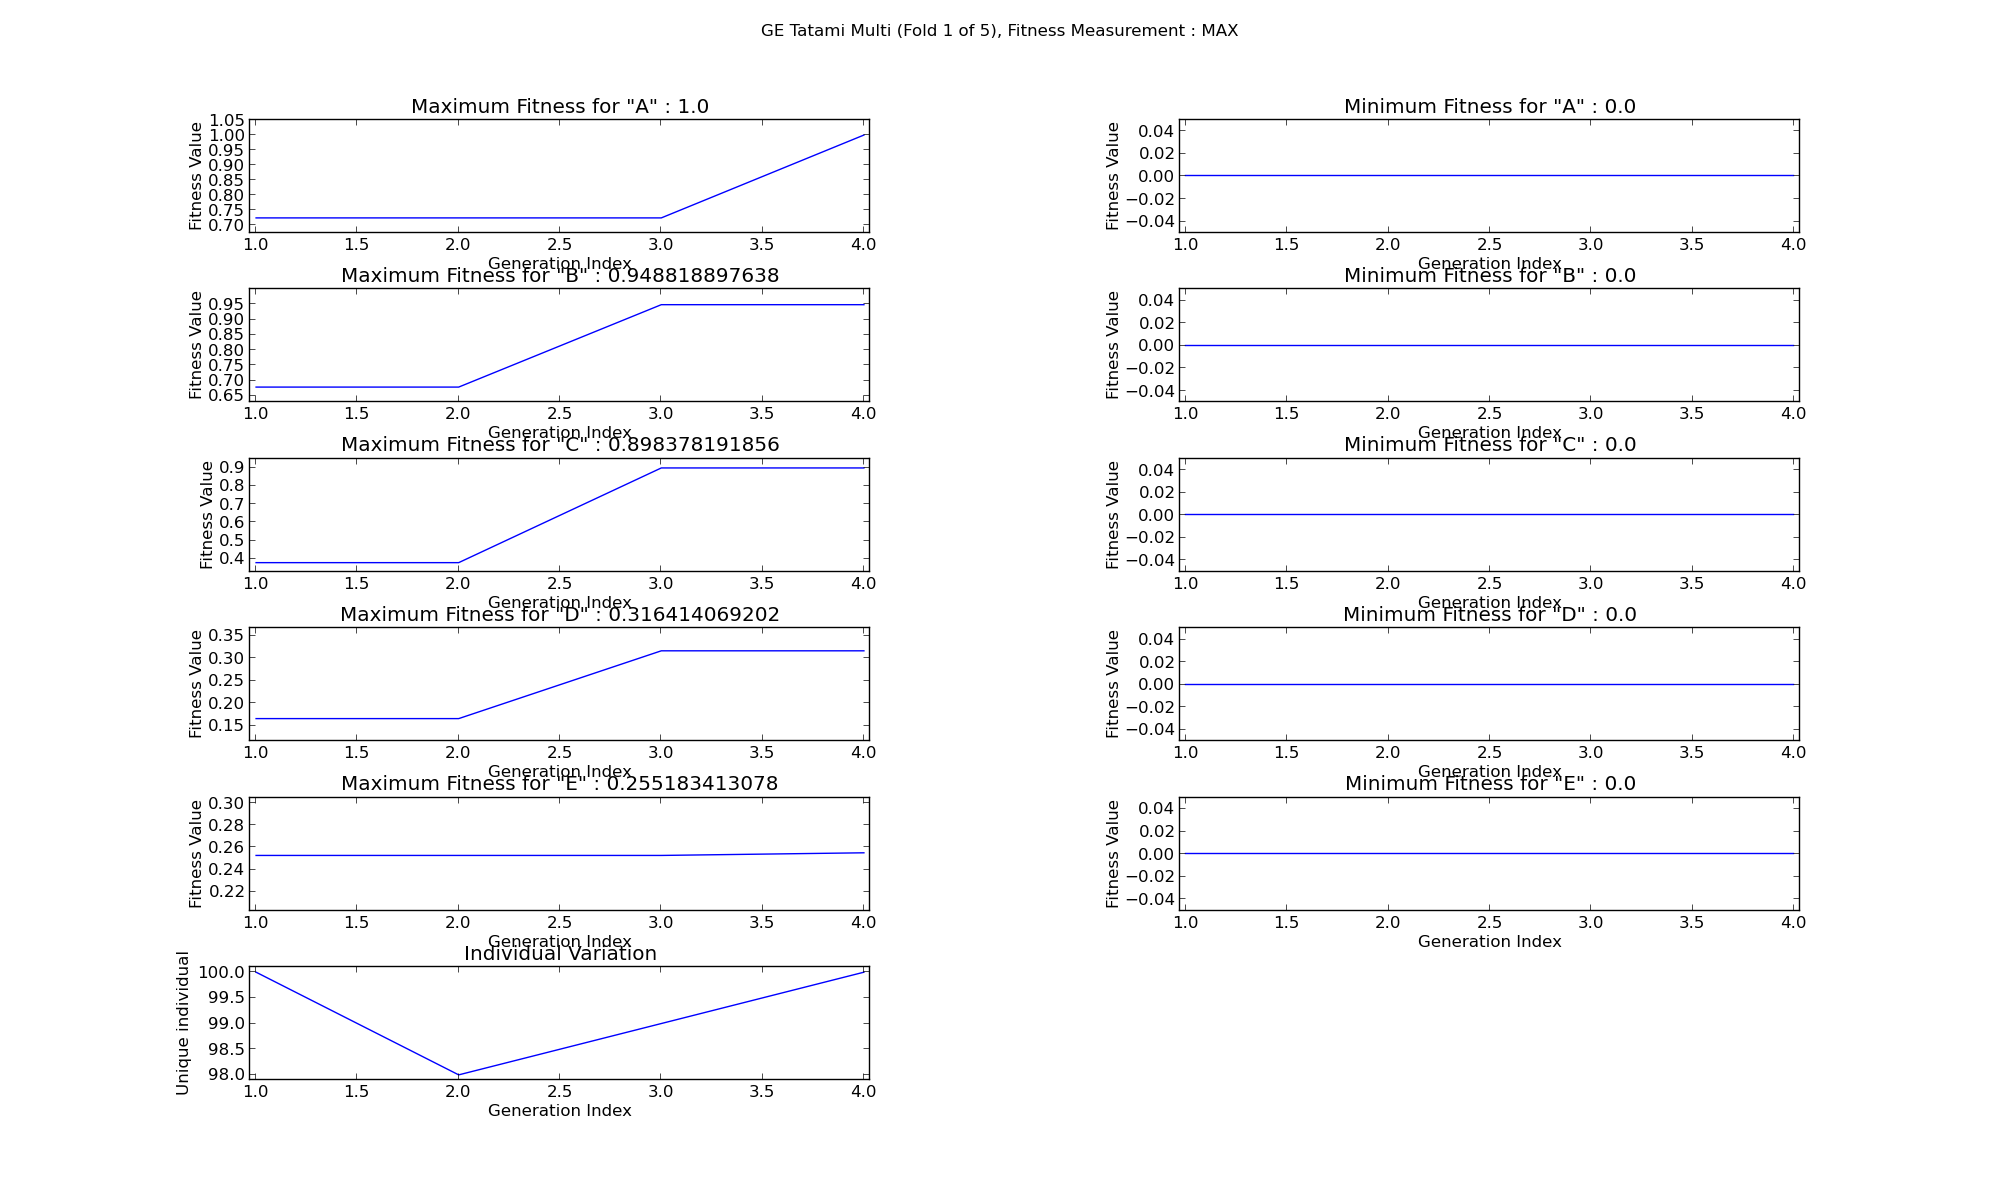 GE Tatami Multi (Fold 1 of 5), Fitness Measurement : MAX
Maximum Fitness for "A" : 1.0
Fitness Value
1.05
1.00
0.95
0.90
0.85
0.80
0.75
0.70
1.0 1.5 2.0 2.5 3.0 3.5 4.0
Generation Index
Minimum Fitness for "A" : 0.0
Fitness Value
0.04
0.02
0.00
−0.02
−0.04
1.0 1.5 2.0 2.5 3.0 3.5 4.0
Generation Index
Maximum Fitness for "B" : 0.948818897638
Fitness Value
0.95
0.90
0.85
0.80
0.75
0.70
0.65
1.0 1.5 2.0 2.5 3.0 3.5 4.0
Generation Index
Minimum Fitness for "B" : 0.0
Fitness Value
0.04
0.02
0.00
−0.02
−0.04
1.0 1.5 2.0 2.5 3.0 3.5 4.0
Generation Index
Maximum Fitness for "C" : 0.898378191856
Fitness Value
0.9
0.8
0.7
0.6
0.5
0.4
1.0 1.5 2.0 2.5 3.0 3.5 4.0
Generation Index
Minimum Fitness for "C" : 0.0
Fitness Value
0.04
0.02
0.00
−0.02
−0.04
1.0 1.5 2.0 2.5 3.0 3.5 4.0
Generation Index
Maximum Fitness for "D" : 0.316414069202
Fitness Value
0.35
0.30
0.25
0.20
0.15
1.0 1.5 2.0 2.5 3.0 3.5 4.0
Generation Index
Minimum Fitness for "D" : 0.0
Fitness Value
0.04
0.02
0.00
−0.02
−0.04
1.0 1.5 2.0 2.5 3.0 3.5 4.0
Generation Index
Maximum Fitness for "E" : 0.255183413078
Fitness Value
0.30
0.28
0.26
0.24
0.22
1.0 1.5 2.0 2.5 3.0 3.5 4.0
Generation Index
Minimum Fitness for "E" : 0.0
Fitness Value
0.04
0.02
0.00
−0.02
−0.04
1.0 1.5 2.0 2.5 3.0 3.5 4.0
Generation Index
Individual Variation
Unique individual
100.0
99.5
99.0
98.5
98.0
1.0 1.5 2.0 2.5 3.0 3.5 4.0
Generation Index